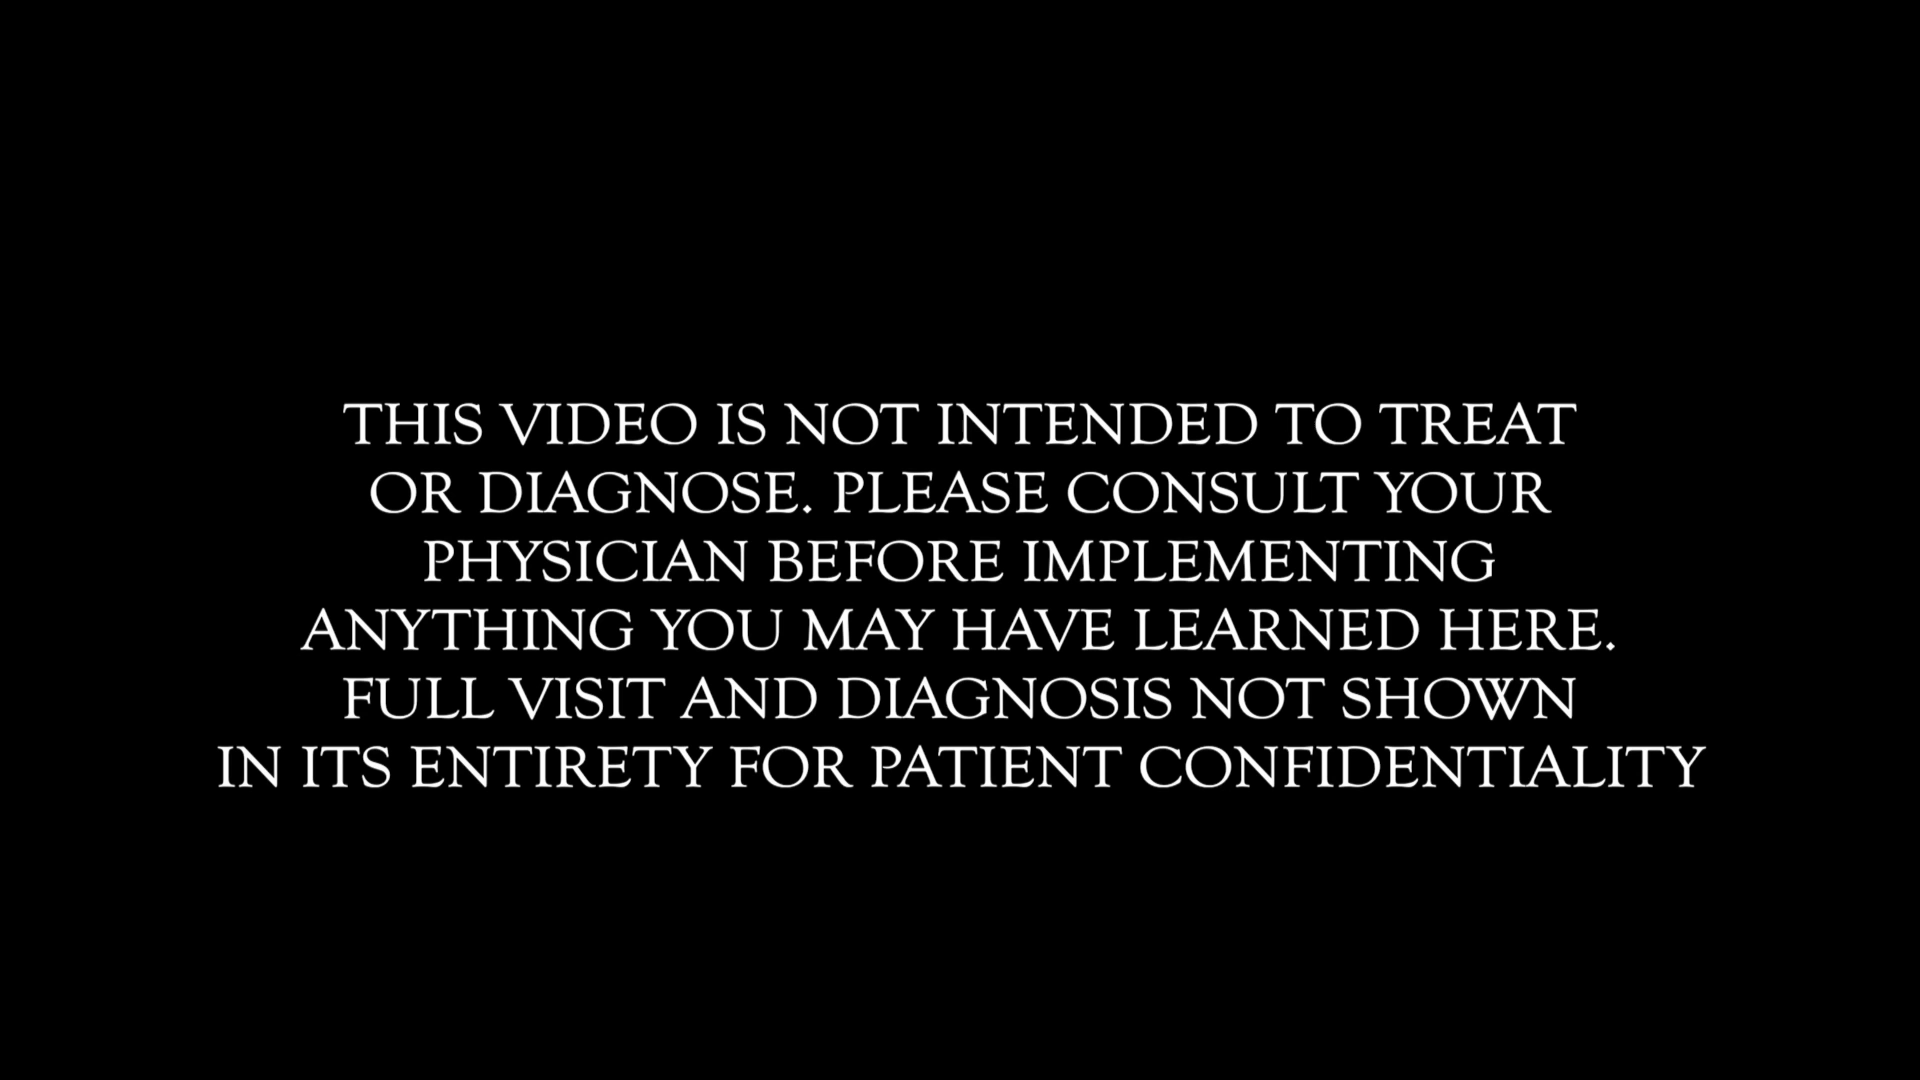 THIS VIDEO IS NOT INTENDED TO TREAT
OR DIAGNOSE. PLEASE CONSULT YOUR
PHYSICIAN BEFORE IMPLEMENTING
ANYTHING YOU MAY HAVE LEARNED HERE.
FULL VISIT AND DIAGNOSIS NOT SHOWN
IN ITS ENTIRETY FOR PATIENT CONFIDENTIALITY